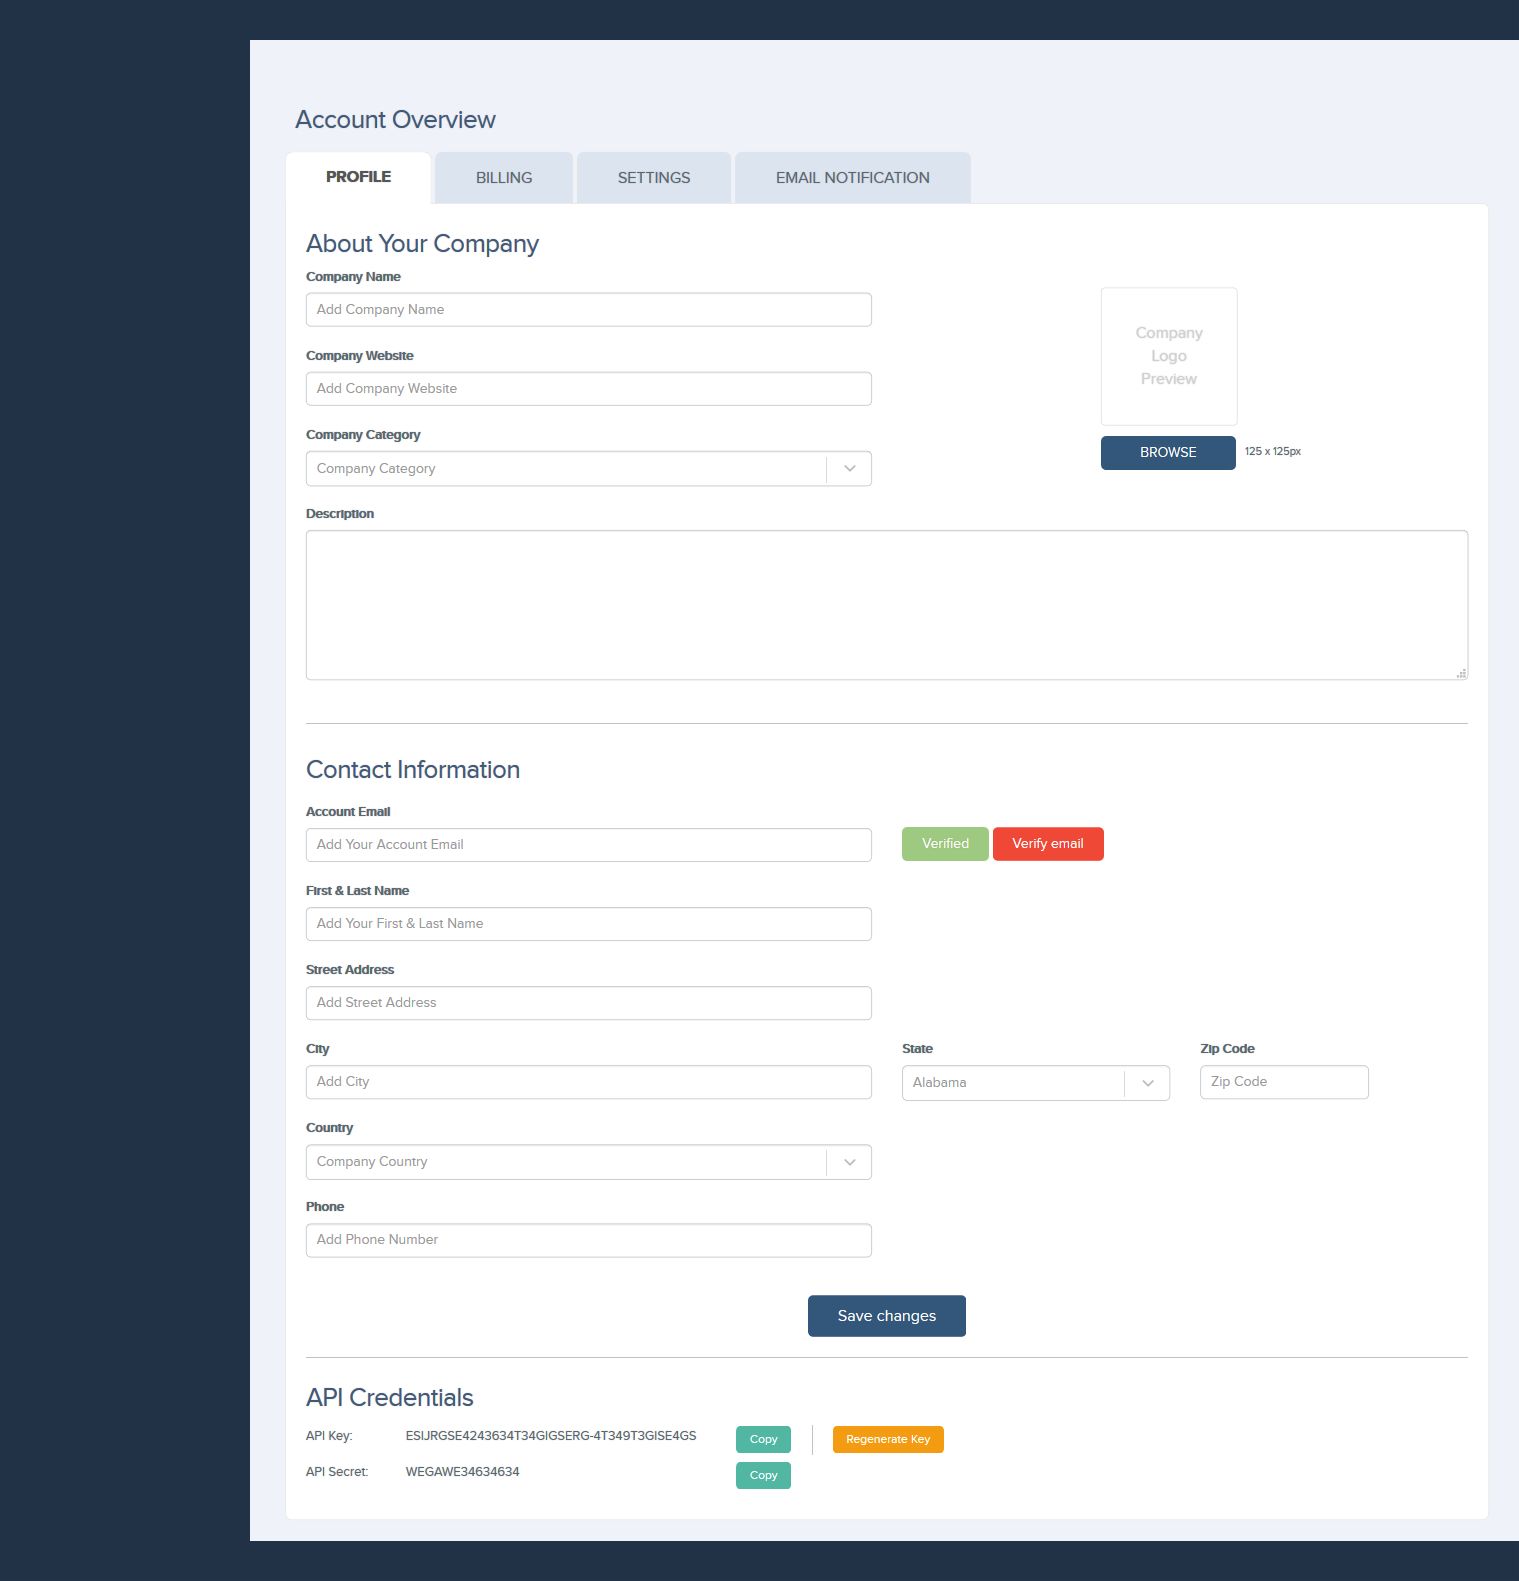 Account Overview
PROFILE
BILLING
SETTINGS
EMAIL NOTIFICATION
About Your Company
Company Name
Add Company Name
Company Website
Add Company Website
Company Category
Company Category
Company
Logo
Preview
BROWSE
125 x 125px
Description
Contact Information
Account Email
Add Your Account Email
Verified
Verify email
First & Last Name
Add Your First & Last Name
Street Address
Add Street Address
City
Add City
State
Alabama
Zip Code
Zip Code
Country
Company Country
Phone
Add Phone Number
Save changes
API Credentials
API Key:
ESIJRGSE4243634T34GIGSERG-4T349T3GISE4GS
Copy
Regenerate Key
API Secret:
WEGAWE34634634
Copy